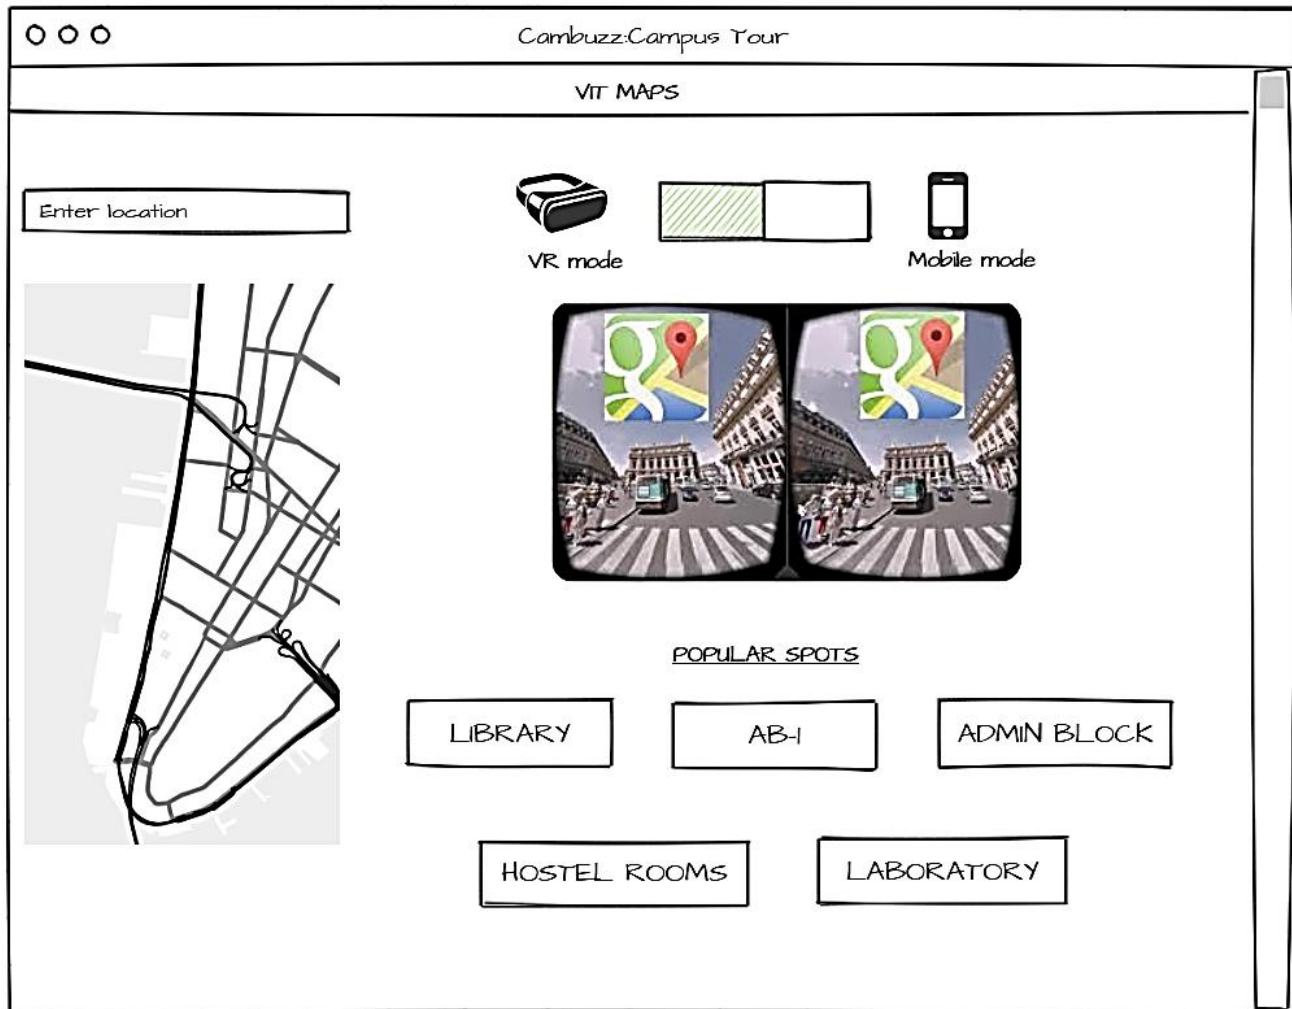 Cambuzz:Campus Tour
VIT MAPS
Enter location
VR mode
Mobile mode
POPULAR SPOTS
LIBRARY
AB-1
ADMIN BLOCK
HOSTEL ROOMS
LABORATORY